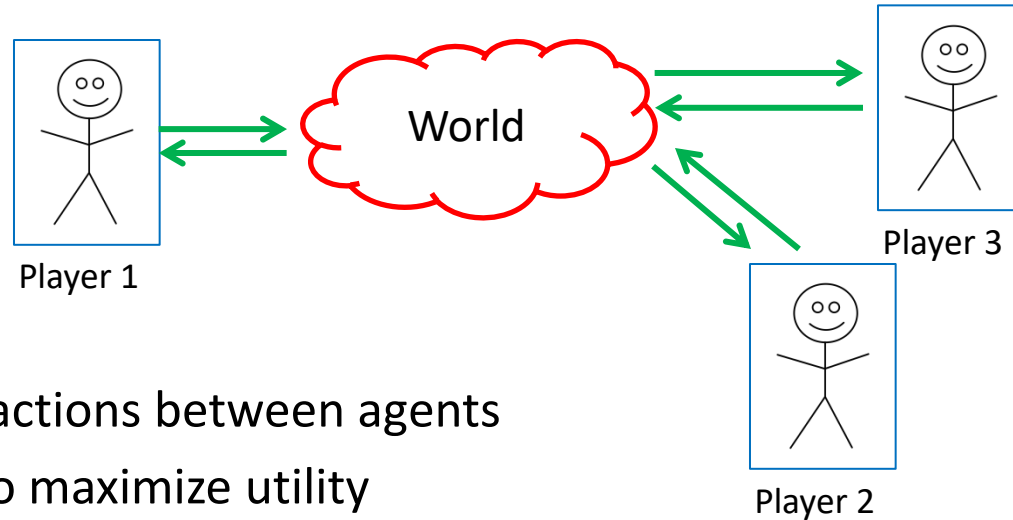 World
Player 1
Player 3
actions between agents
o maximize utility
Player 2